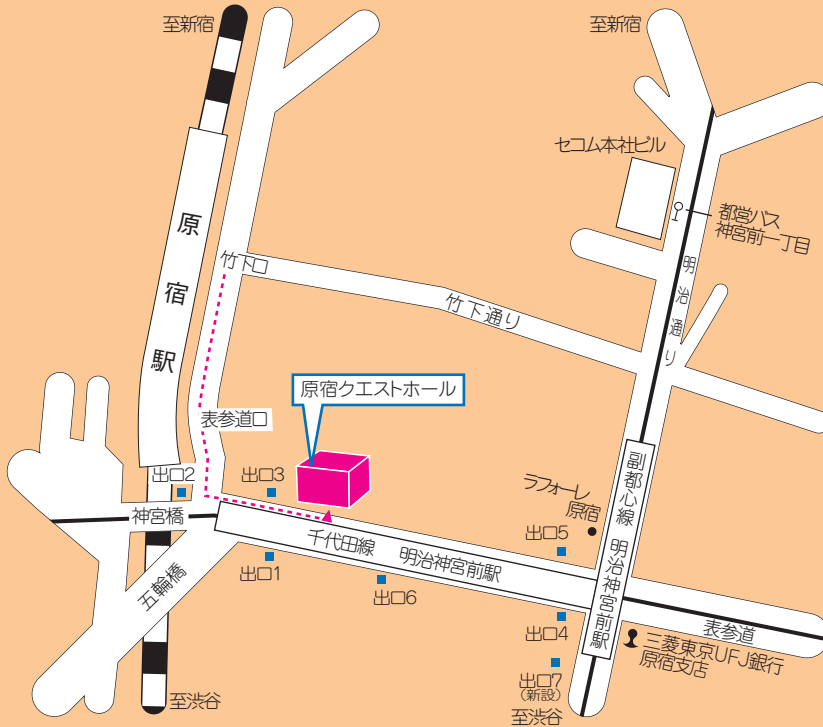 至新宿
至新宿
セコム本社ビル
都営バス
神宮前一丁目
原宿駅
竹下口
明治通り
竹下通り
原宿クエストホール
表参道口
出口2
出口3
ラフォーレ
原宿
副都心線 明治神宮前駅
神宮橋
千代田線 明治神宮前駅
出口5
出口1
五輪橋
出口6
出口4
表参道
三菱東京UFJ銀行
原宿支店
出口7
(新設)
至渋谷
至渋谷